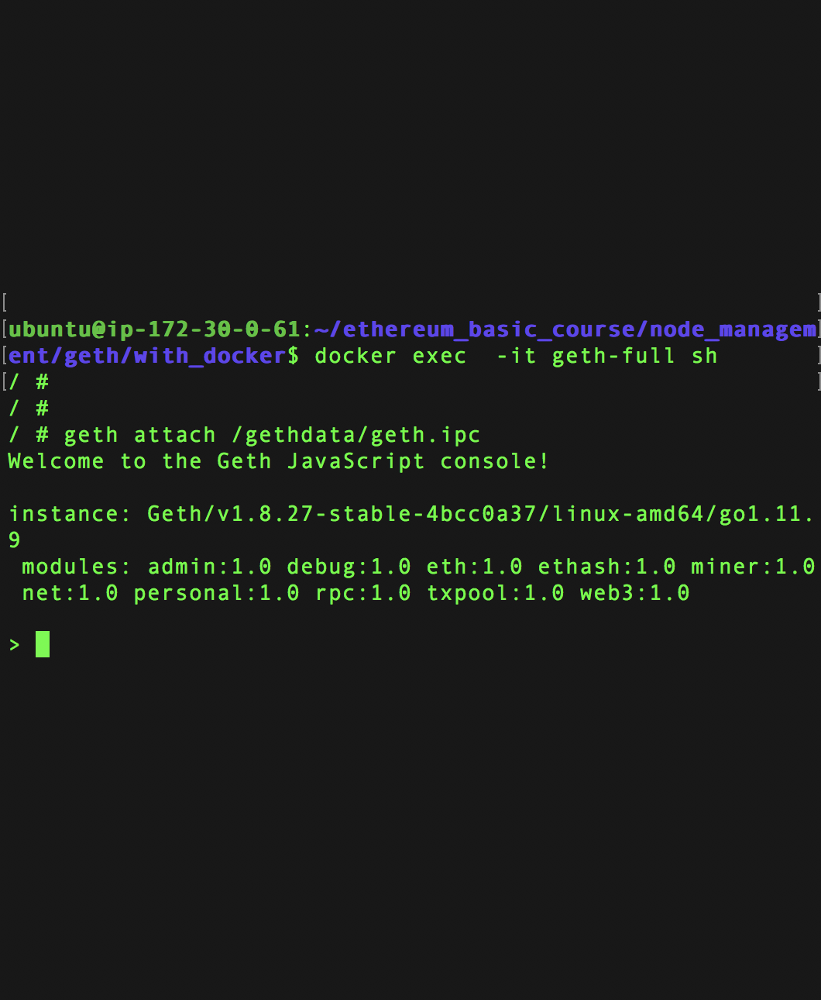 [ ]
[ubuntu@ip-172-30-0-61:~/ethereum_basic_course/node_managem]
[ent/geth/with_docker$ docker exec  -it geth-full sh ]
[/ # ]
/ #
/ # geth attach /gethdata/geth.ipc
Welcome to the Geth JavaScript console!
instance: Geth/v1.8.27-stable-4bcc0a37/linux-amd64/go1.11.
9
modules: admin:1.0 debug:1.0 eth:1.0 ethash:1.0 miner:1.0
net:1.0 personal:1.0 rpc:1.0 txpool:1.0 web3:1.0
>